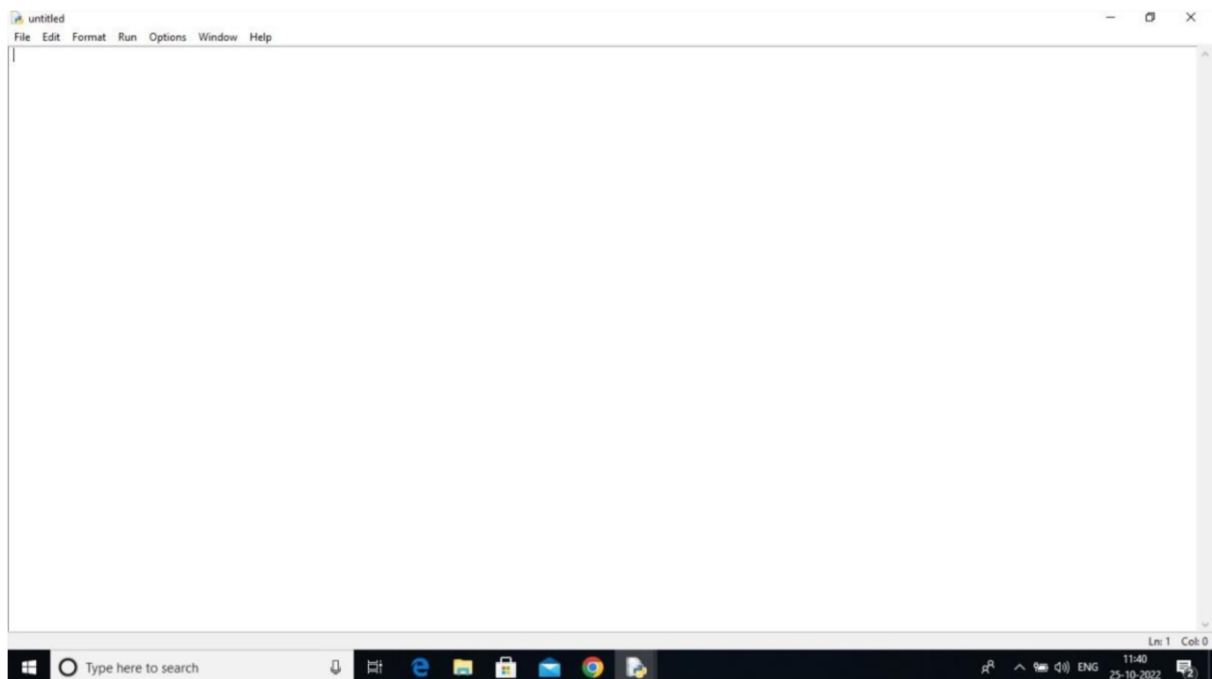 untitled
File Edit Format Run Options Window Help
Ln: 1 Col: 0
Type here to search
ENG
11:40
25-10-2022
2